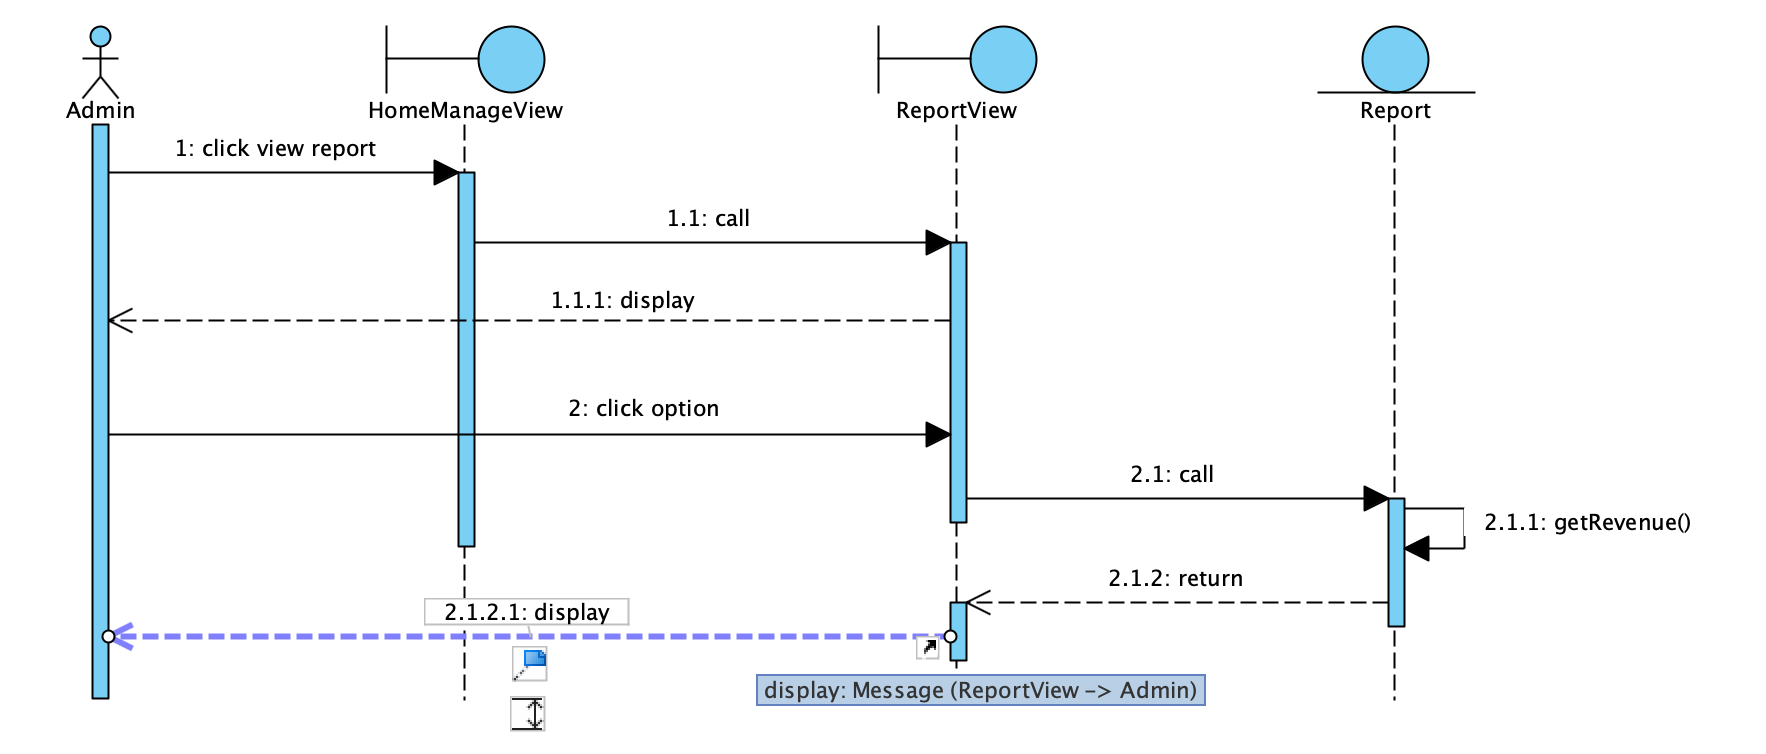 Admin
HomeManageView
ReportView
Report
1: click view report
1.1: call
1.1.1: display
2: click option
2.1: call
2.1.1: getRevenue()
2.1.2: return
2.1.2.1: display
display: Message (ReportView -> Admin)